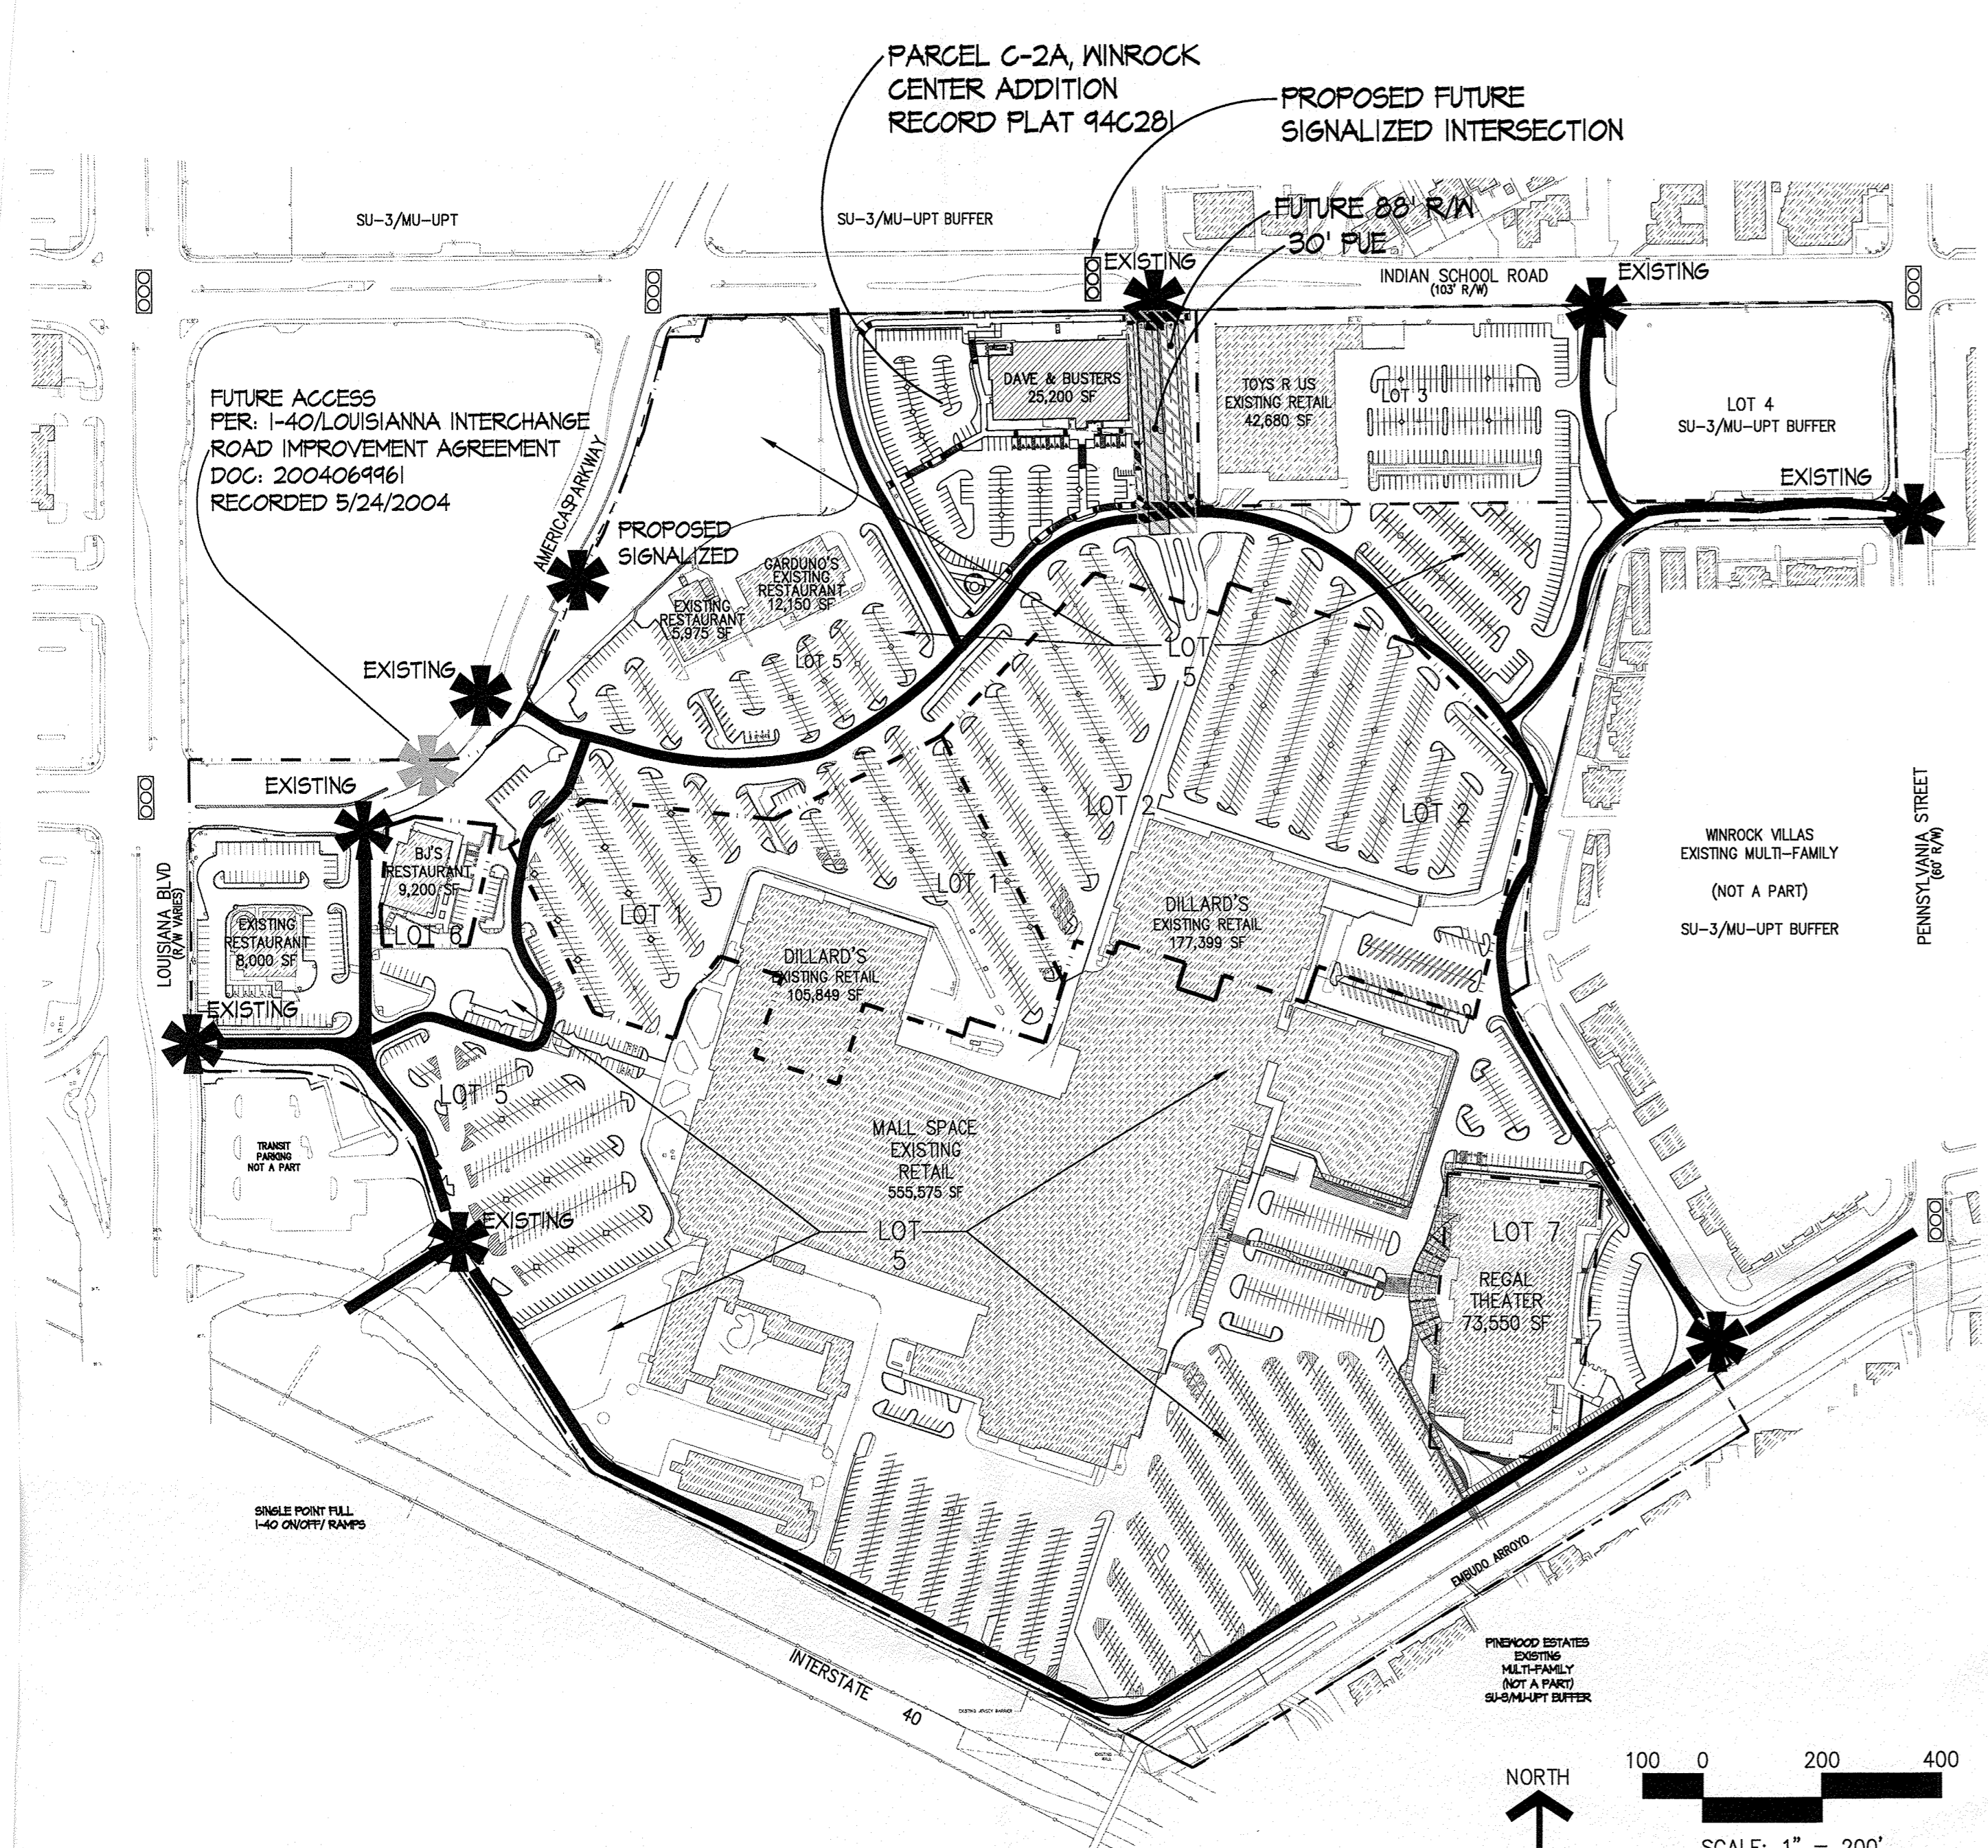 PARCEL C-2A, WINROCK
CENTER ADDITION
RECORD PLAT 94C281
PROPOSED FUTURE
SIGNALIZED INTERSECTION
SU-3/MU-UPT
SU-3/MU-UPT BUFFER
FUTURE 88' R/W
30' PUE
EXISTING
INDIAN SCHOOL ROAD
(103' R/W)
EXISTING
FUTURE ACCESS
PER: I-40/LOUISIANNA INTERCHANGE
ROAD IMPROVEMENT AGREEMENT
DOC: 2004069961
RECORDED 5/24/2004
AMERICAS PARKWAY
DAVE & BUSTERS
25,200 SF
TOYS R US
EXISTING RETAIL
42,680 SF
LOT 3
LOT 4
SU-3/MU-UPT BUFFER
EXISTING
PROPOSED
SIGNALIZED
GARDUNO'S
EXISTING
RESTAURANT
12,150 SF
EXISTING
RESTAURANT
5,975 SF
LOT 5
LOT
5
EXISTING
EXISTING
LOT 2
LOT 2
LOUISIANA BLVD
(R/W VARIES)
BJ'S
RESTAURANT
9,200 SF
LOT 6
EXISTING
RESTAURANT
8,000 SF
EXISTING
LOT 1
LOT 1
DILLARD'S
EXISTING RETAIL
177,399 SF
DILLARD'S
EXISTING RETAIL
105,849 SF
WINROCK VILLAS
EXISTING MULTI-FAMILY
(NOT A PART)
SU-3/MU-UPT BUFFER
PENNSYLVANIA STREET
(60' R/W)
LOT 5
TRANSIT
PARKING
NOT A PART
MALL SPACE
EXISTING
RETAIL
555,575 SF
EXISTING
LOT
5
LOT 7
REGAL
THEATER
73,550 SF
SINGLE POINT FULL
I-40 ON/OFF/ RAMPS
EMBUDO ARROYO
INTERSTATE 40
EXISTING JERSEY BARRIER
EXISTING
PINEWOOD ESTATES
EXISTING
MULTI-FAMILY
(NOT A PART)
SU-3/MU-UPT BUFFER
NORTH
100 0 200 400
SCALE: 1" = 200'